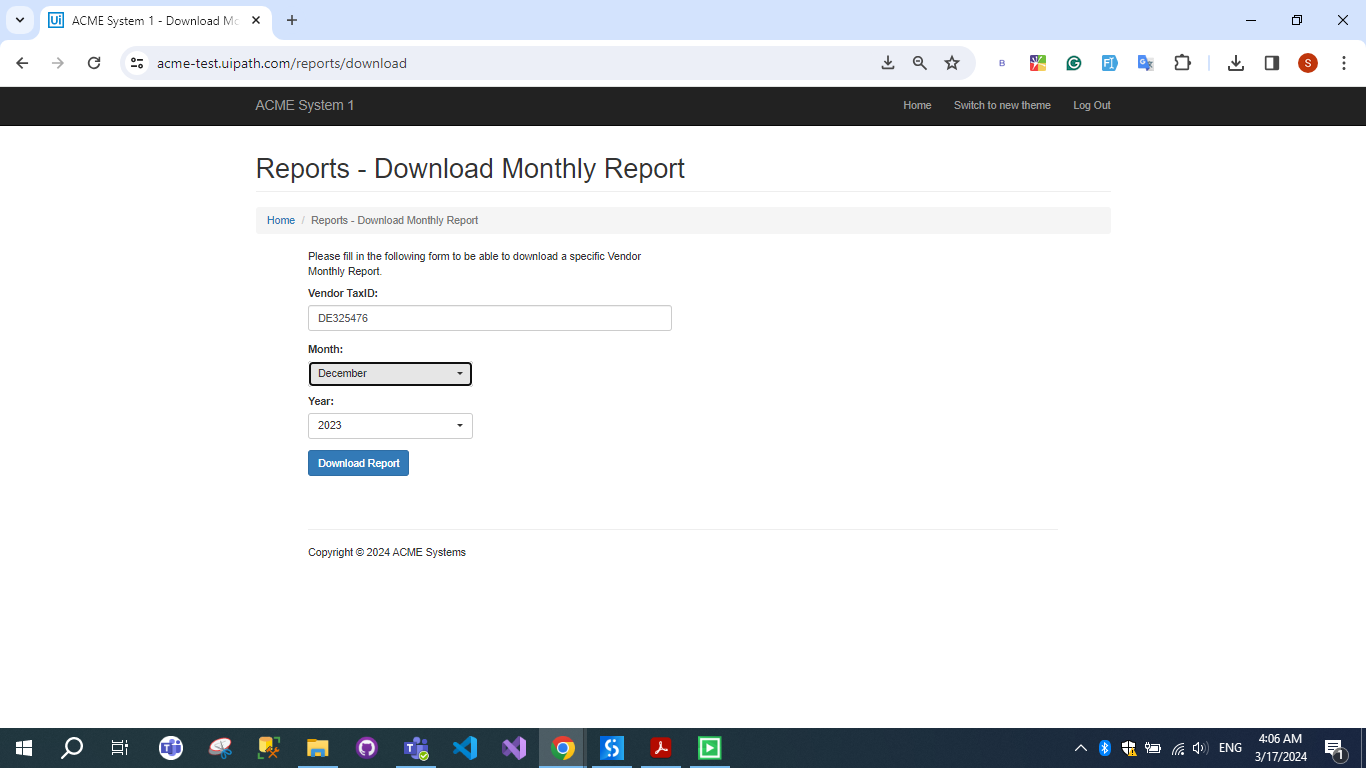 ACME System 1 - Download Mo
acme-test.uipath.com/reports/download
ACME System 1
Home
Switch to new theme
Log Out
Reports - Download Monthly Report
Home / Reports - Download Monthly Report
Please fill in the following form to be able to download a specific Vendor
Monthly Report.
Vendor TaxID:
DE325476
Month:
December
Year:
2023
Download Report
Copyright © 2024 ACME Systems
ENG
4:06 AM
3/17/2024
1